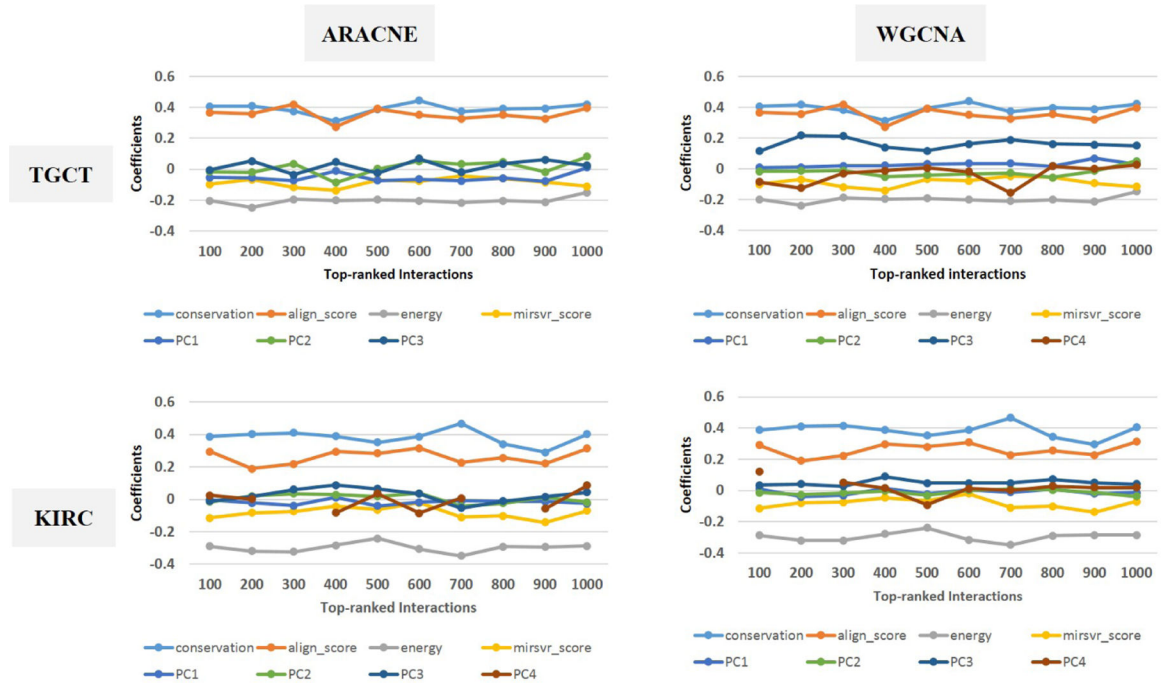 ARACNE
WGCNA
TGCT
KIRC
0.6
0.4
0.2
0
-0.2
-0.4
Coefficients
100 200 300 400 500 600 700 800 900 1000
Top-ranked Interactions
conservation align_score energy mirsvr_score
PC1 PC2 PC3
0.6
0.4
0.2
0
-0.2
-0.4
Coefficients
100 200 300 400 500 600 700 800 900 1000
Top-ranked interactions
conservation align_score energy mirsvr_score
PC1 PC2 PC3 PC4
0.6
0.4
0.2
0
-0.2
-0.4
Coefficients
100 200 300 400 500 600 700 800 900 1000
Top-ranked Interactions
conservation align_score energy mirsvr_score
PC1 PC2 PC3 PC4
0.6
0.4
0.2
0
-0.2
-0.4
Coefficients
100 200 300 400 500 600 700 800 900 1000
Top-ranked Interactions
conservation align_score energy mirsvr_score
PC1 PC2 PC3 PC4